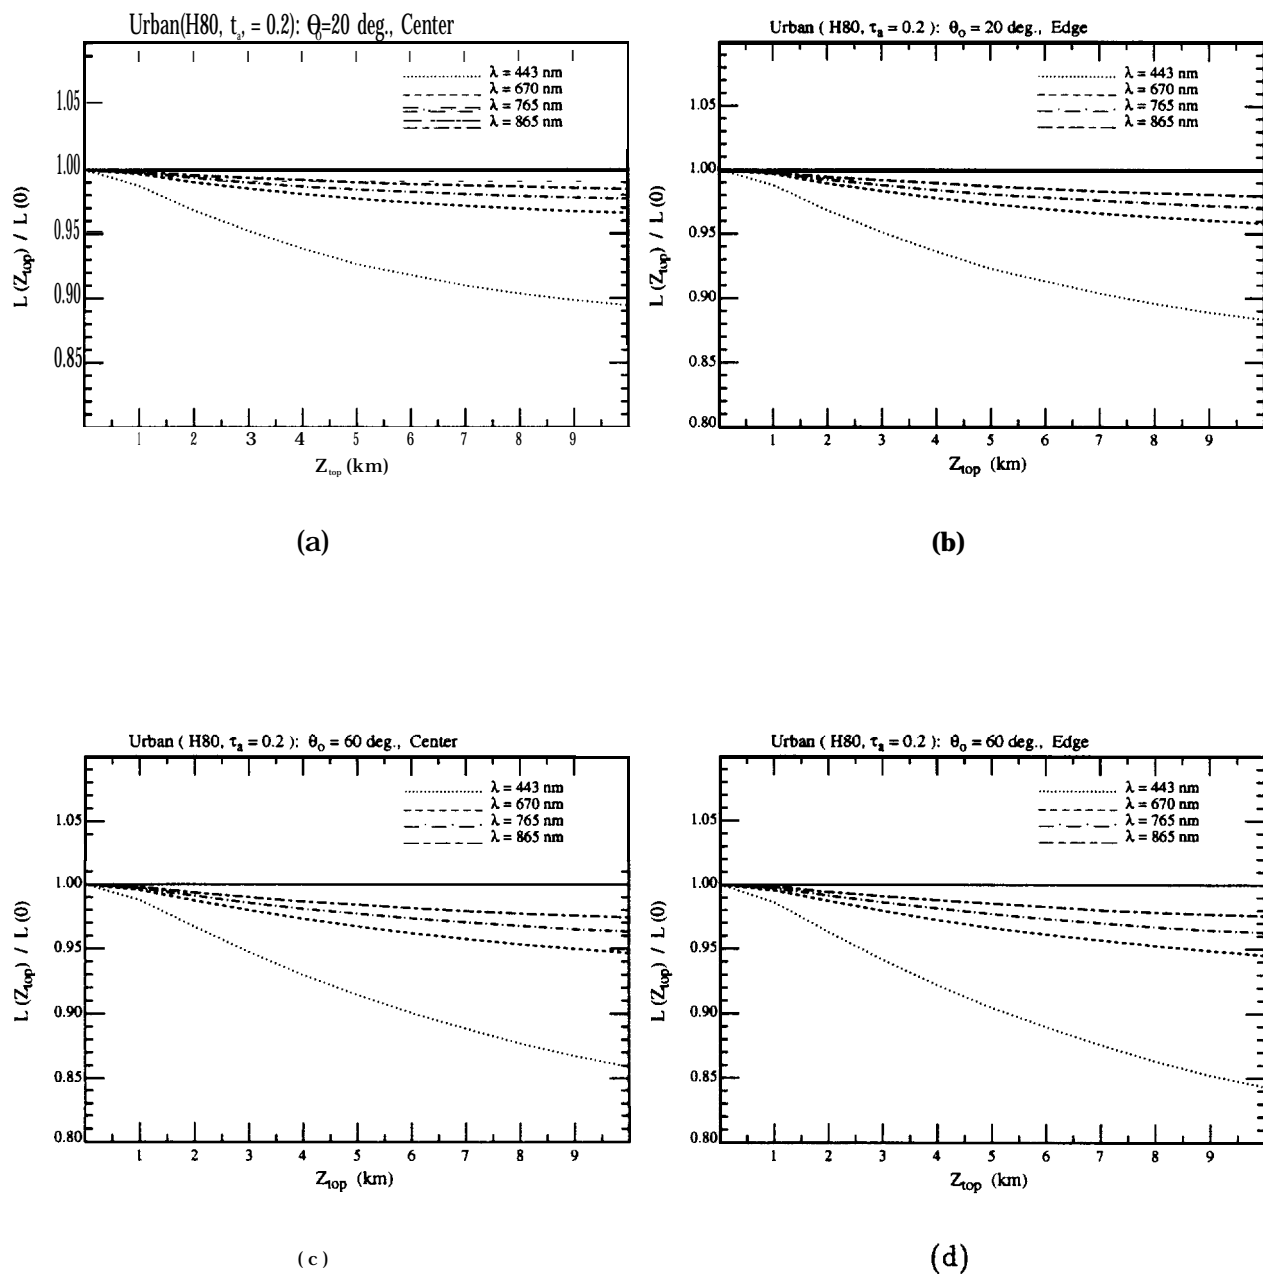 Urban(H80, t_a, = 0.2): θ_0=20 deg., Center
λ = 443 nm
λ = 670 nm
λ = 765 nm
λ = 865 nm
1.05
1.00
0.95
0.90
0.85
L (Z_top) / L (0)
1 2 3 4 5 6 7 8 9
Z_top (km)
(a)
Urban ( H80, τ_a = 0.2 ): θ_o = 20 deg., Edge
λ = 443 nm
λ = 670 nm
λ = 765 nm
λ = 865 nm
1.05
1.00
0.95
0.90
0.85
0.80
L (Z_top) / L (0)
1 2 3 4 5 6 7 8 9
Z_top (km)
(b)
Urban ( H80, τ_a = 0.2 ): θ_o = 60 deg., Center
λ = 443 nm
λ = 670 nm
λ = 765 nm
λ = 865 nm
1.05
1.00
0.95
0.90
0.85
0.80
L (Z_top) / L (0)
1 2 3 4 5 6 7 8 9
Z_top (km)
(c)
Urban ( H80, τ_a = 0.2 ): θ_o = 60 deg., Edge
λ = 443 nm
λ = 670 nm
λ = 765 nm
λ = 865 nm
1.05
1.00
0.95
0.90
0.85
0.80
L (Z_top) / L (0)
1 2 3 4 5 6 7 8 9
Z_top (km)
(d)